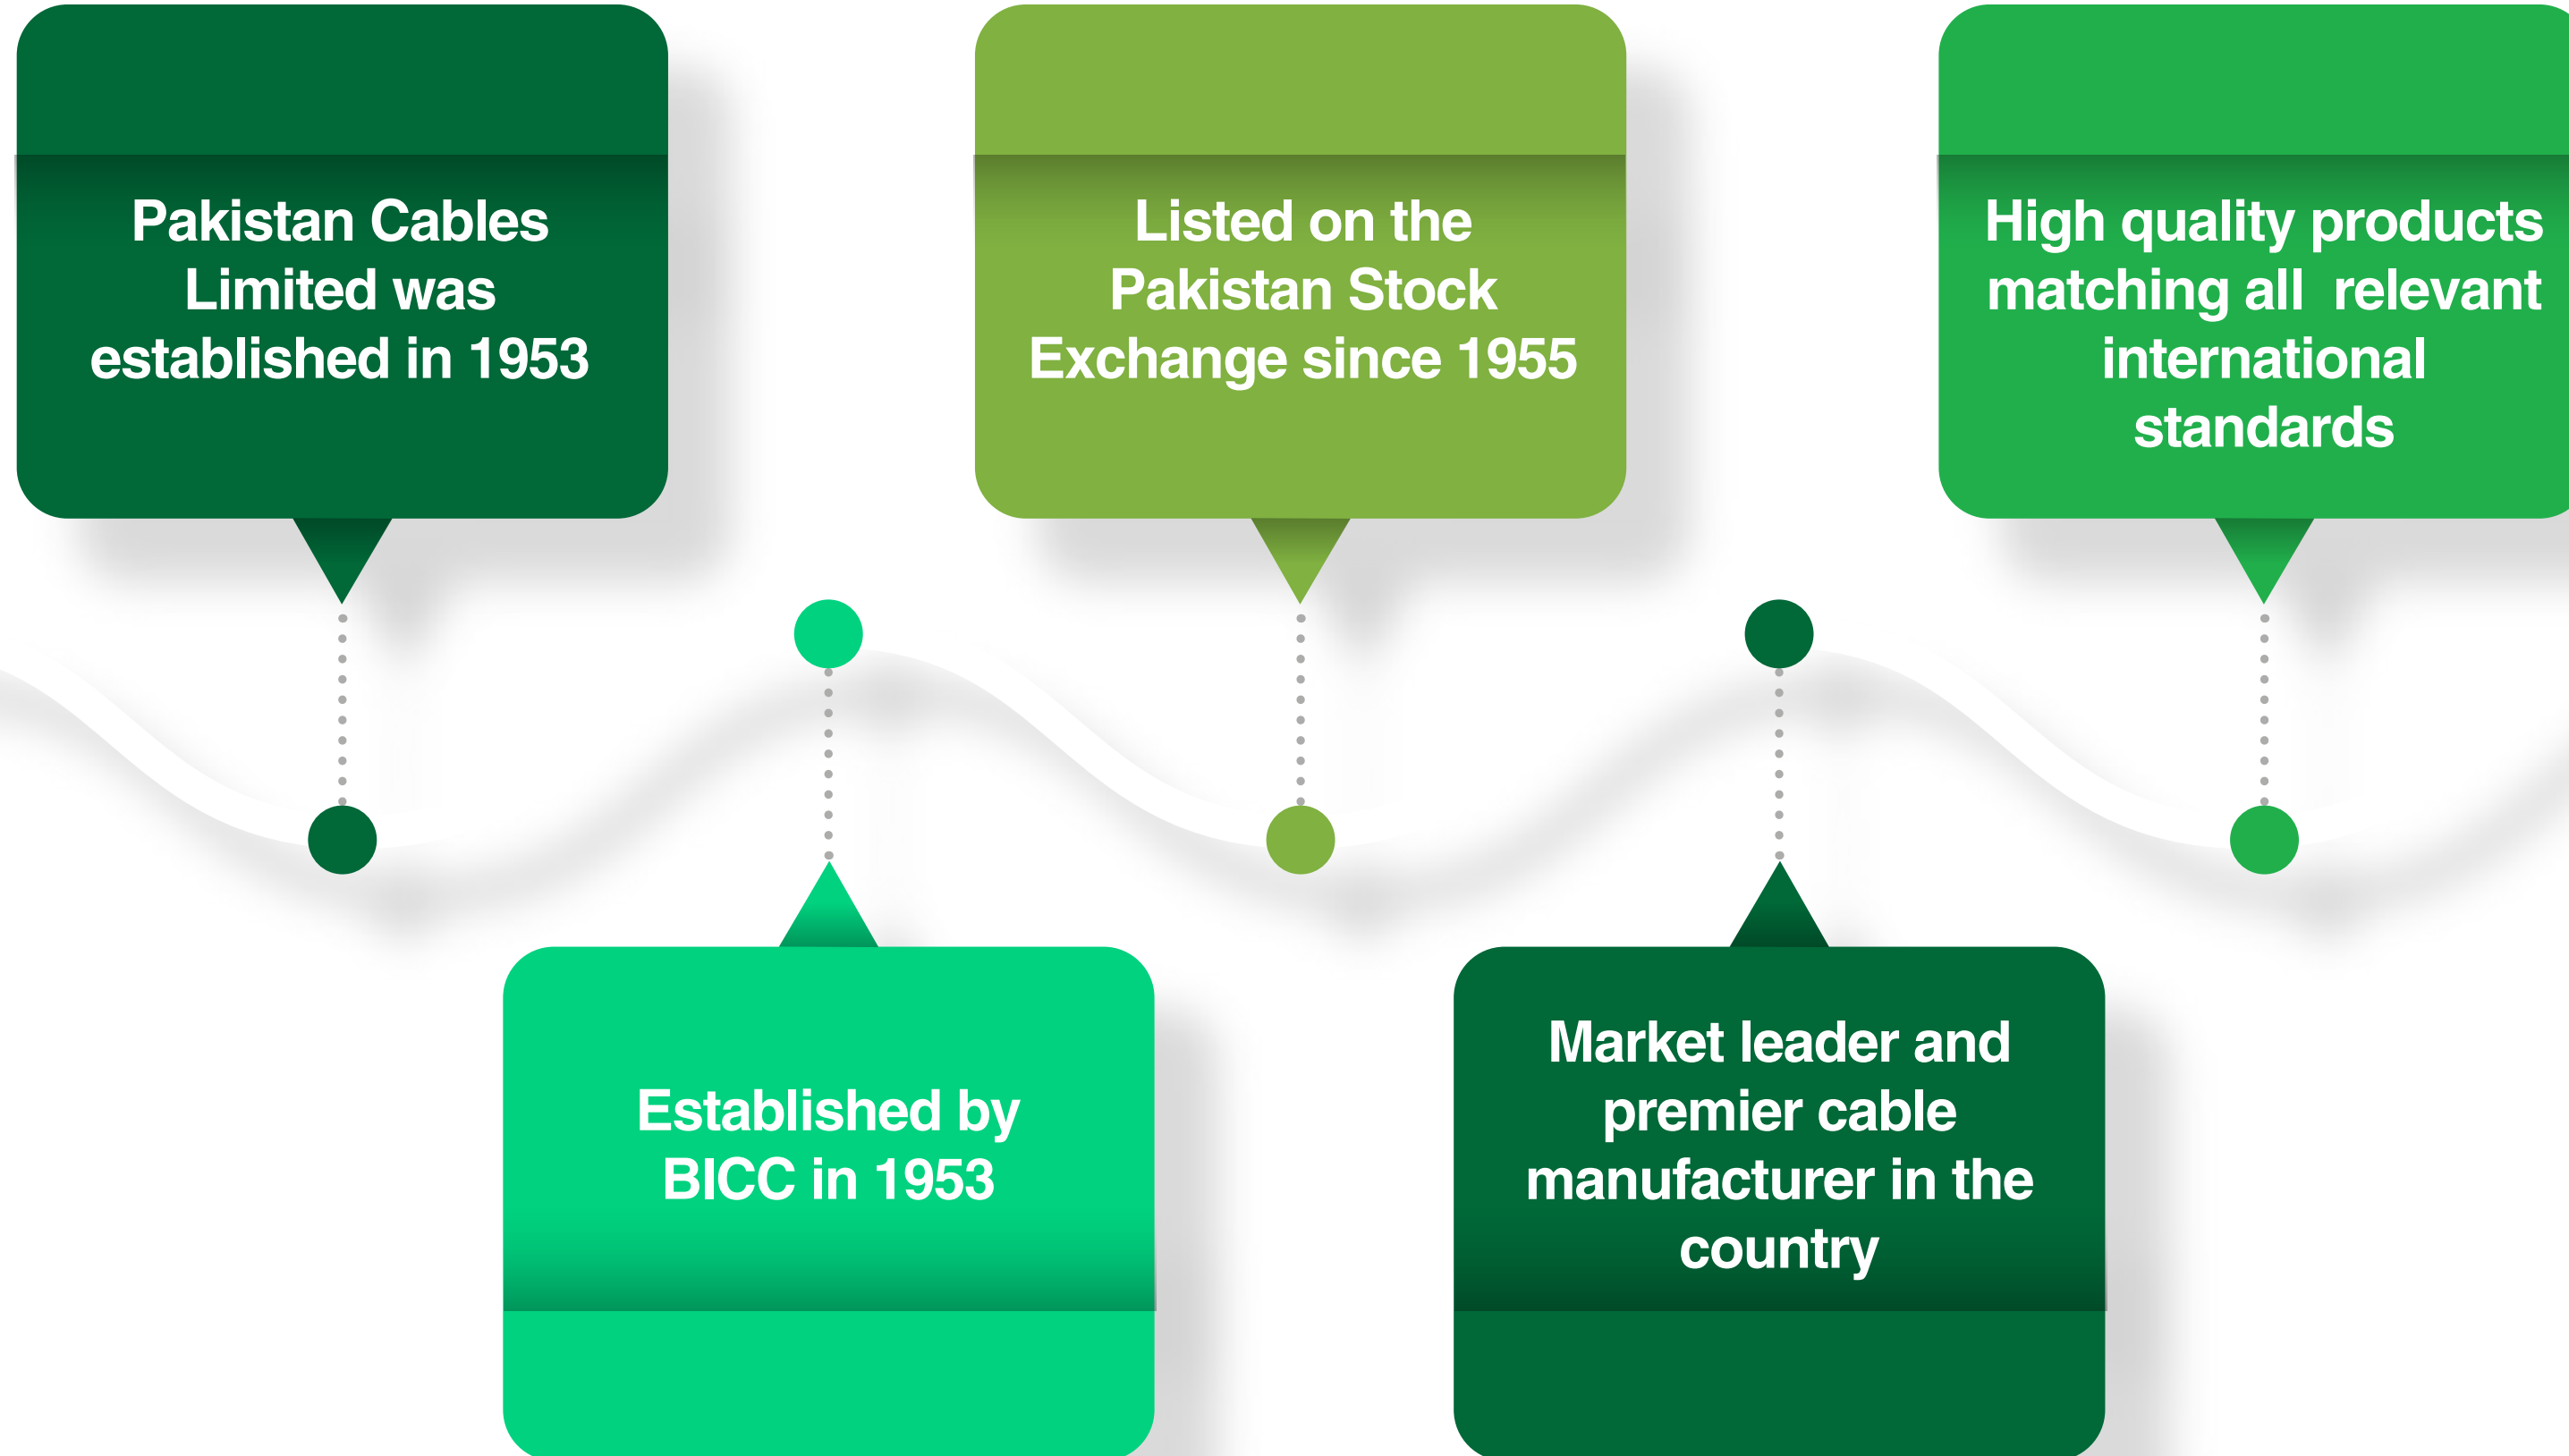 Pakistan Cables
Limited was
established in 1953
Established by
BICC in 1953
Listed on the
Pakistan Stock
Exchange since 1955
Market leader and
premier cable
manufacturer in the
country
High quality products
matching all  relevant
international
standards